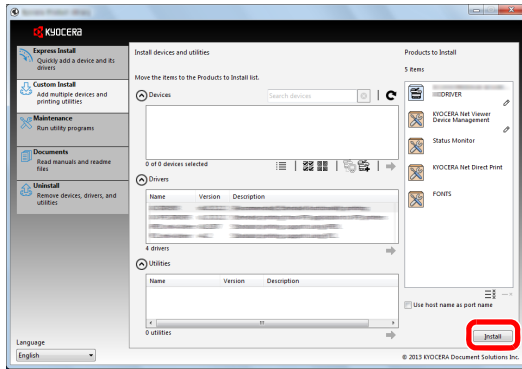 KYOCERA
Express Install
Quickly add a device and its
drivers
Custom Install
Add multiple devices and
printing utilities
Maintenance
Run utility programs
Documents
Read manuals and readme
files
Uninstall
Remove devices, drivers, and
utilities
Language
English
Install devices and utilities
Move the items to the Products to Install list.
Devices
Search devices
0 of 0 devices selected
Drivers
Name Version Description
4 drivers
Utilities
Name Version Description
0 utilities
Products to Install
5 items
DRIVER
KYOCERA Net Viewer
Device Management
Status Monitor
KYOCERA Net Direct Print
FONTS
Use host name as port name
Install
© 2013 KYOCERA Document Solutions Inc.